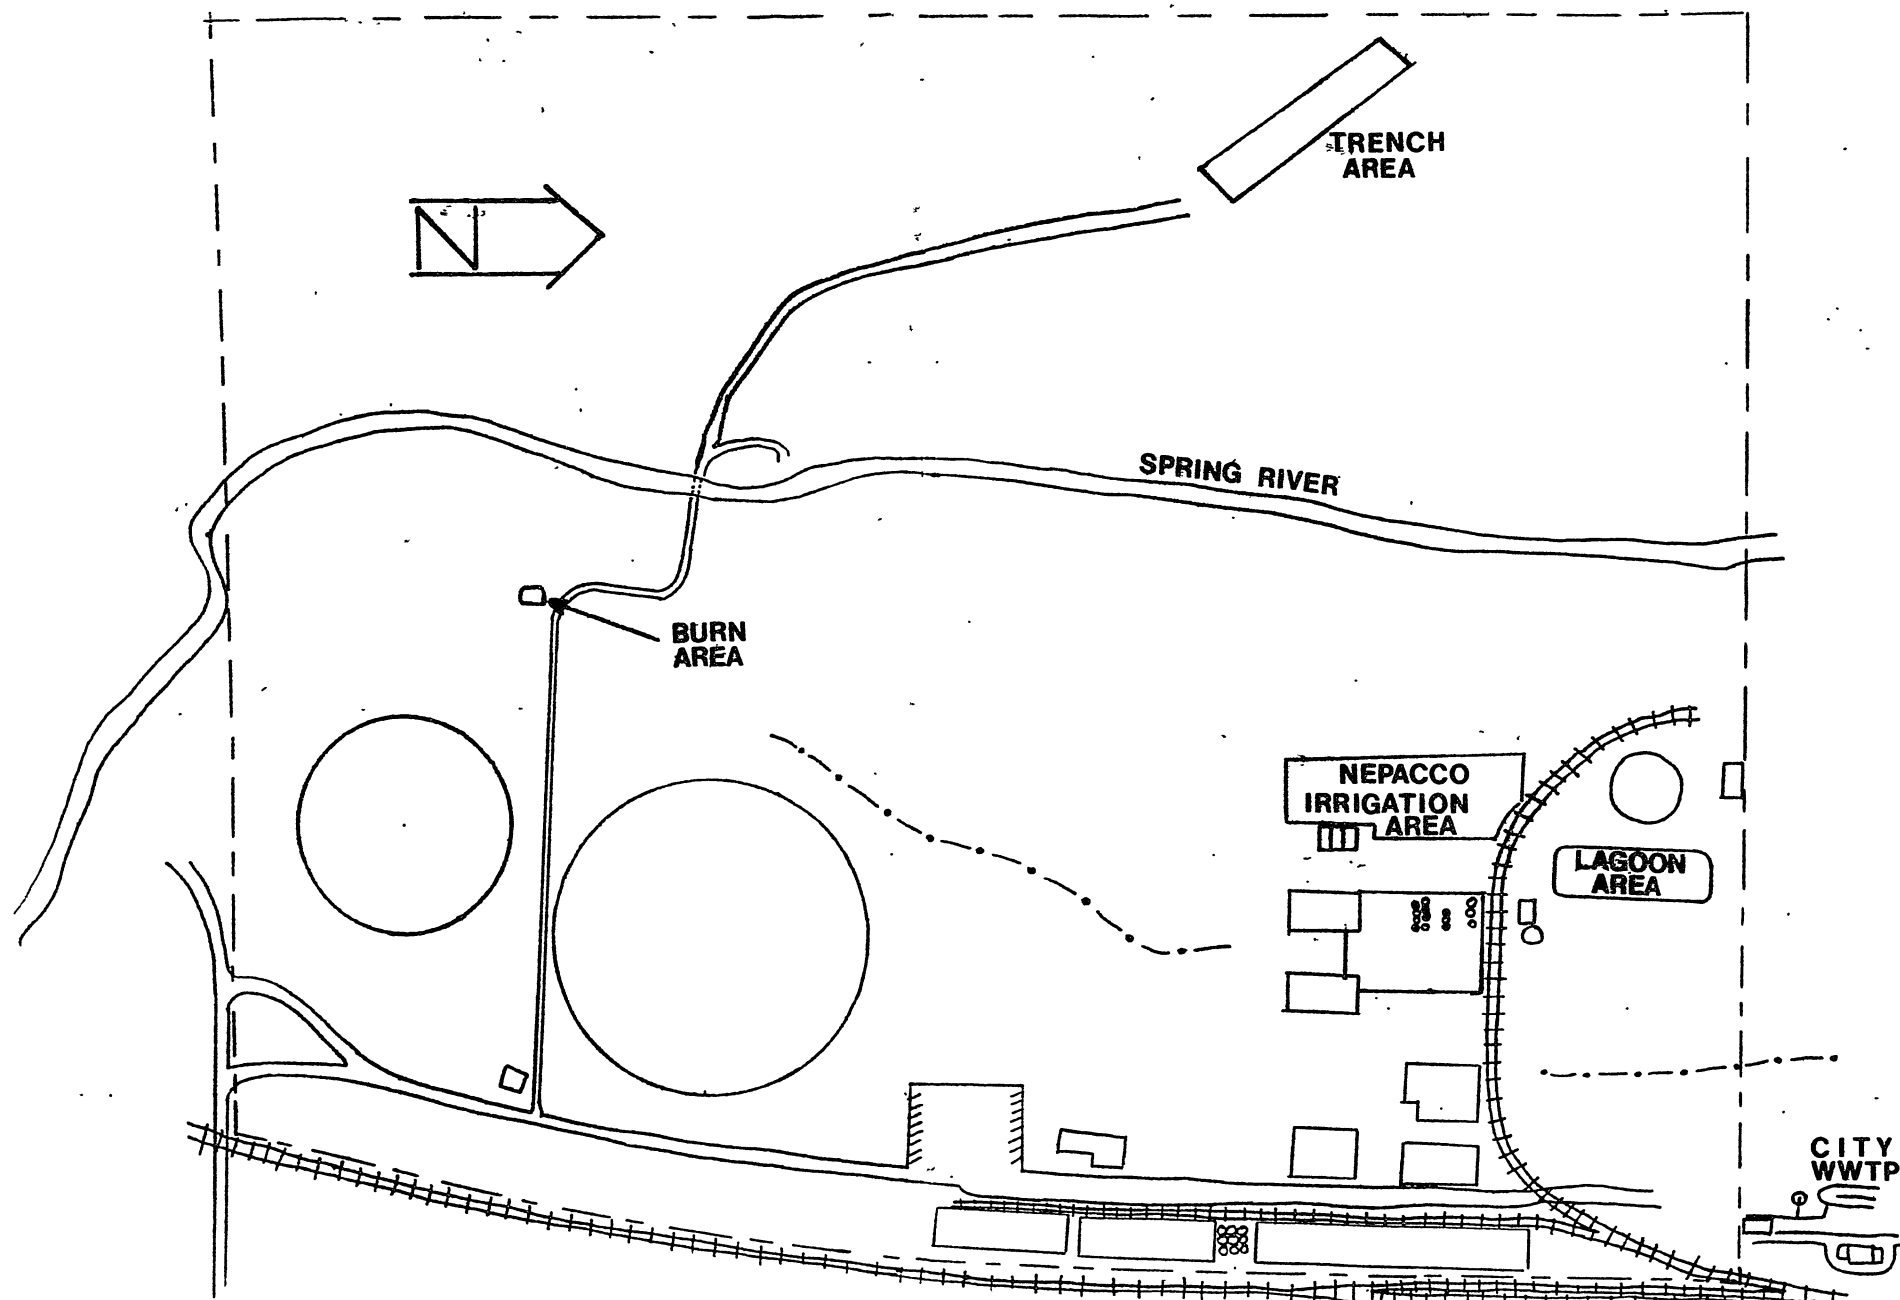 TRENCH
AREA
N
SPRING RIVER
BURN
AREA
NEPACCO
IRRIGATION
AREA
LAGOON
AREA
CITY
WWTP